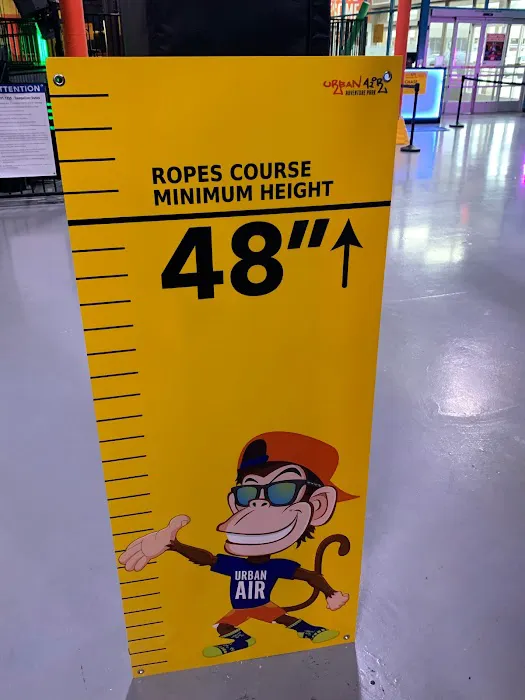 URBAN AIR
ADVENTURE PARK
ROPES COURSE
MINIMUM HEIGHT
48"
ATTENTION
URBAN
AIR